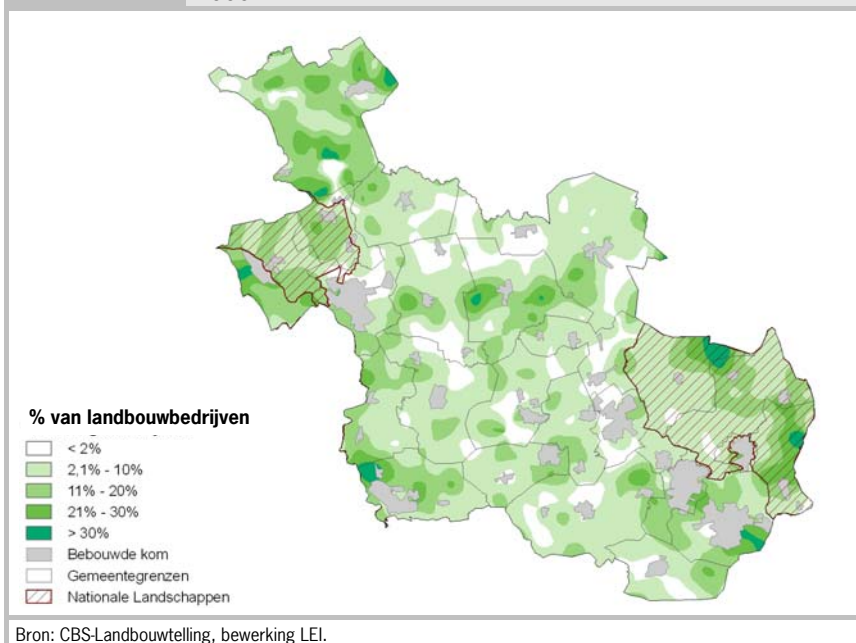 % van landbouwbedrijven
< 2%
2,1% - 10%
11% - 20%
21% - 30%
> 30%
Bebouwde kom
Gemeentegrenzen
Nationale Landschappen
Bron: CBS-Landbouwtelling, bewerking LEI.